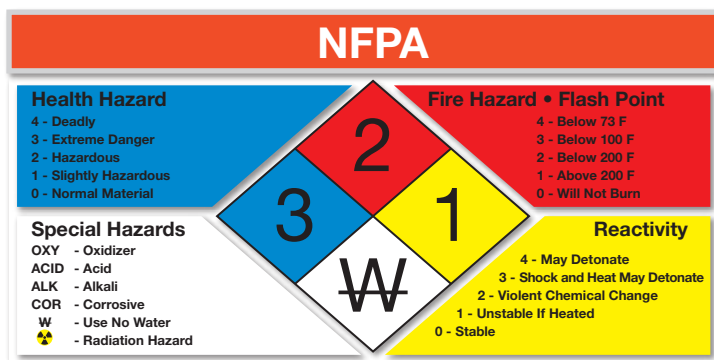 NFPA
Health Hazard
4 - Deadly
3 - Extreme Danger
2 - Hazardous
1 - Slightly Hazardous
0 - Normal Material
Fire Hazard • Flash Point
4 - Below 73 F
3 - Below 100 F
2 - Below 200 F
1 - Above 200 F
0 - Will Not Burn
2
3
1
W̶
Special Hazards
OXY - Oxidizer
ACID - Acid
ALK - Alkali
COR - Corrosive
W̶ - Use No Water
☢ - Radiation Hazard
Reactivity
4 - May Detonate
3 - Shock and Heat May Detonate
2 - Violent Chemical Change
1 - Unstable If Heated
0 - Stable